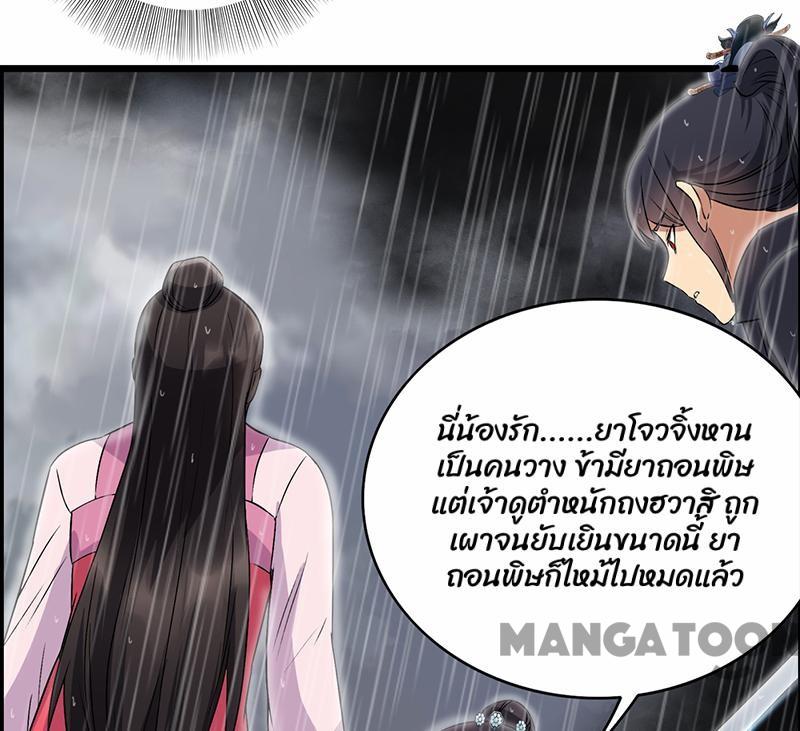 นี่น้องรัก......ยาโจวจิ้งหาน
เป็นคนวาง ข้ามียาถอนพิษ
แต่เจ้าดูตำหนักถงฮวาสิ ถูก
เผาจนยับเยินขนาดนี้ ยา
ถอนพิษก็ไหม้ไปหมดแล้ว
MANGATOON